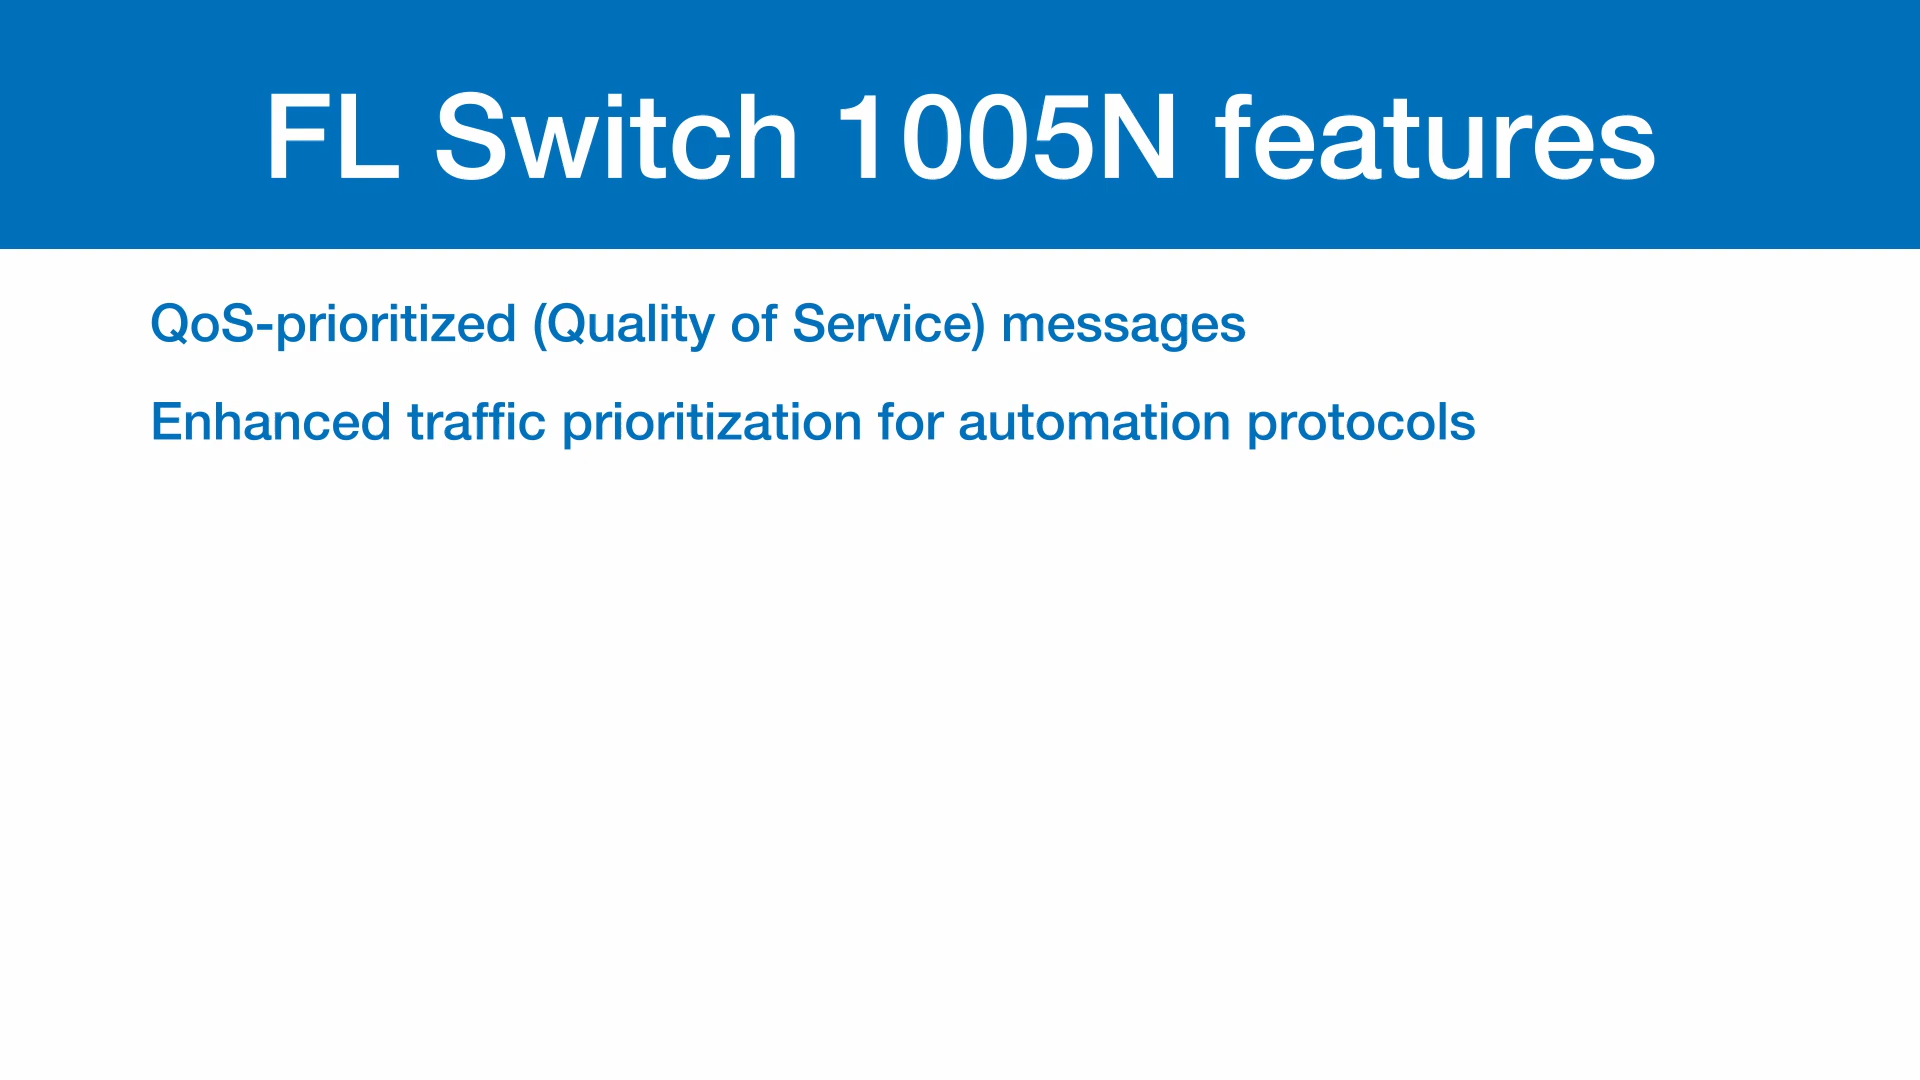 FL Switch 1005N features
QoS-prioritized (Quality of Service) messages
Enhanced traffic prioritization for automation protocols